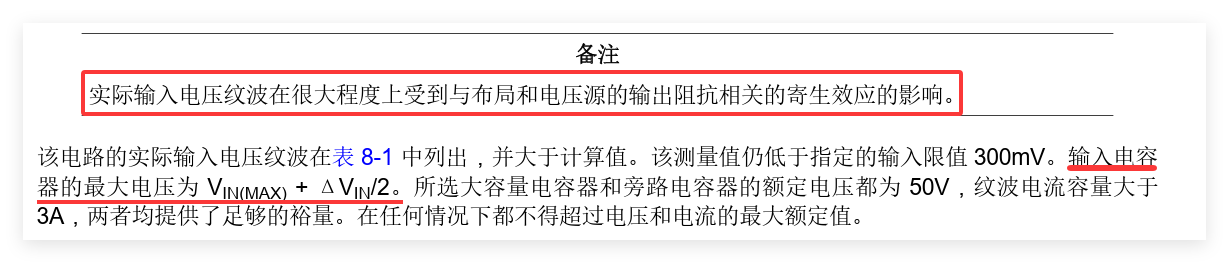 备注
实际输入电压纹波在很大程度上受到与布局和电压源的输出阻抗相关的寄生效应的影响。
该电路的实际输入电压纹波在表 8-1 中列出，并大于计算值。该测量值仍低于指定的输入限值 300mV。输入电容
器的最大电压为 VIN(MAX) + ΔVIN/2。所选大容量电容器和旁路电容器的额定电压都为 50V，纹波电流容量大于
3A，两者均提供了足够的裕量。在任何情况下都不得超过电压和电流的最大额定值。